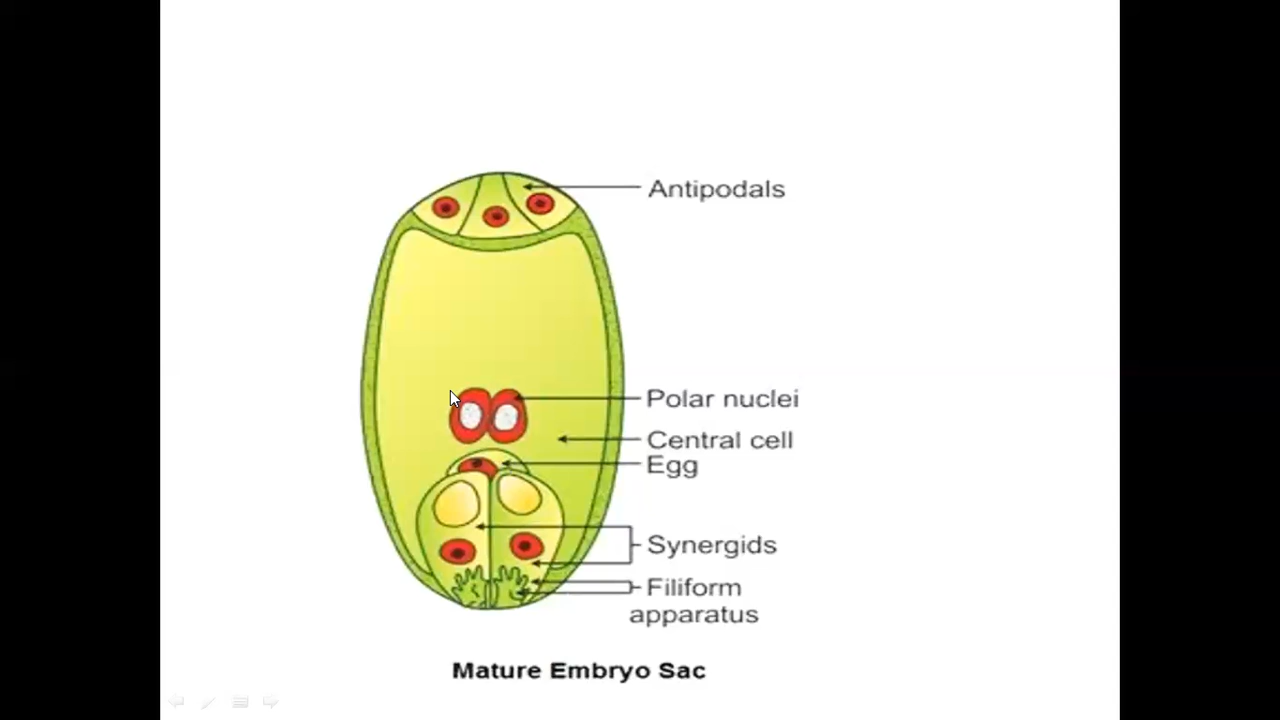 Antipodals
Polar nuclei
Central cell
Egg
Synergids
Filiform
apparatus
Mature Embryo Sac